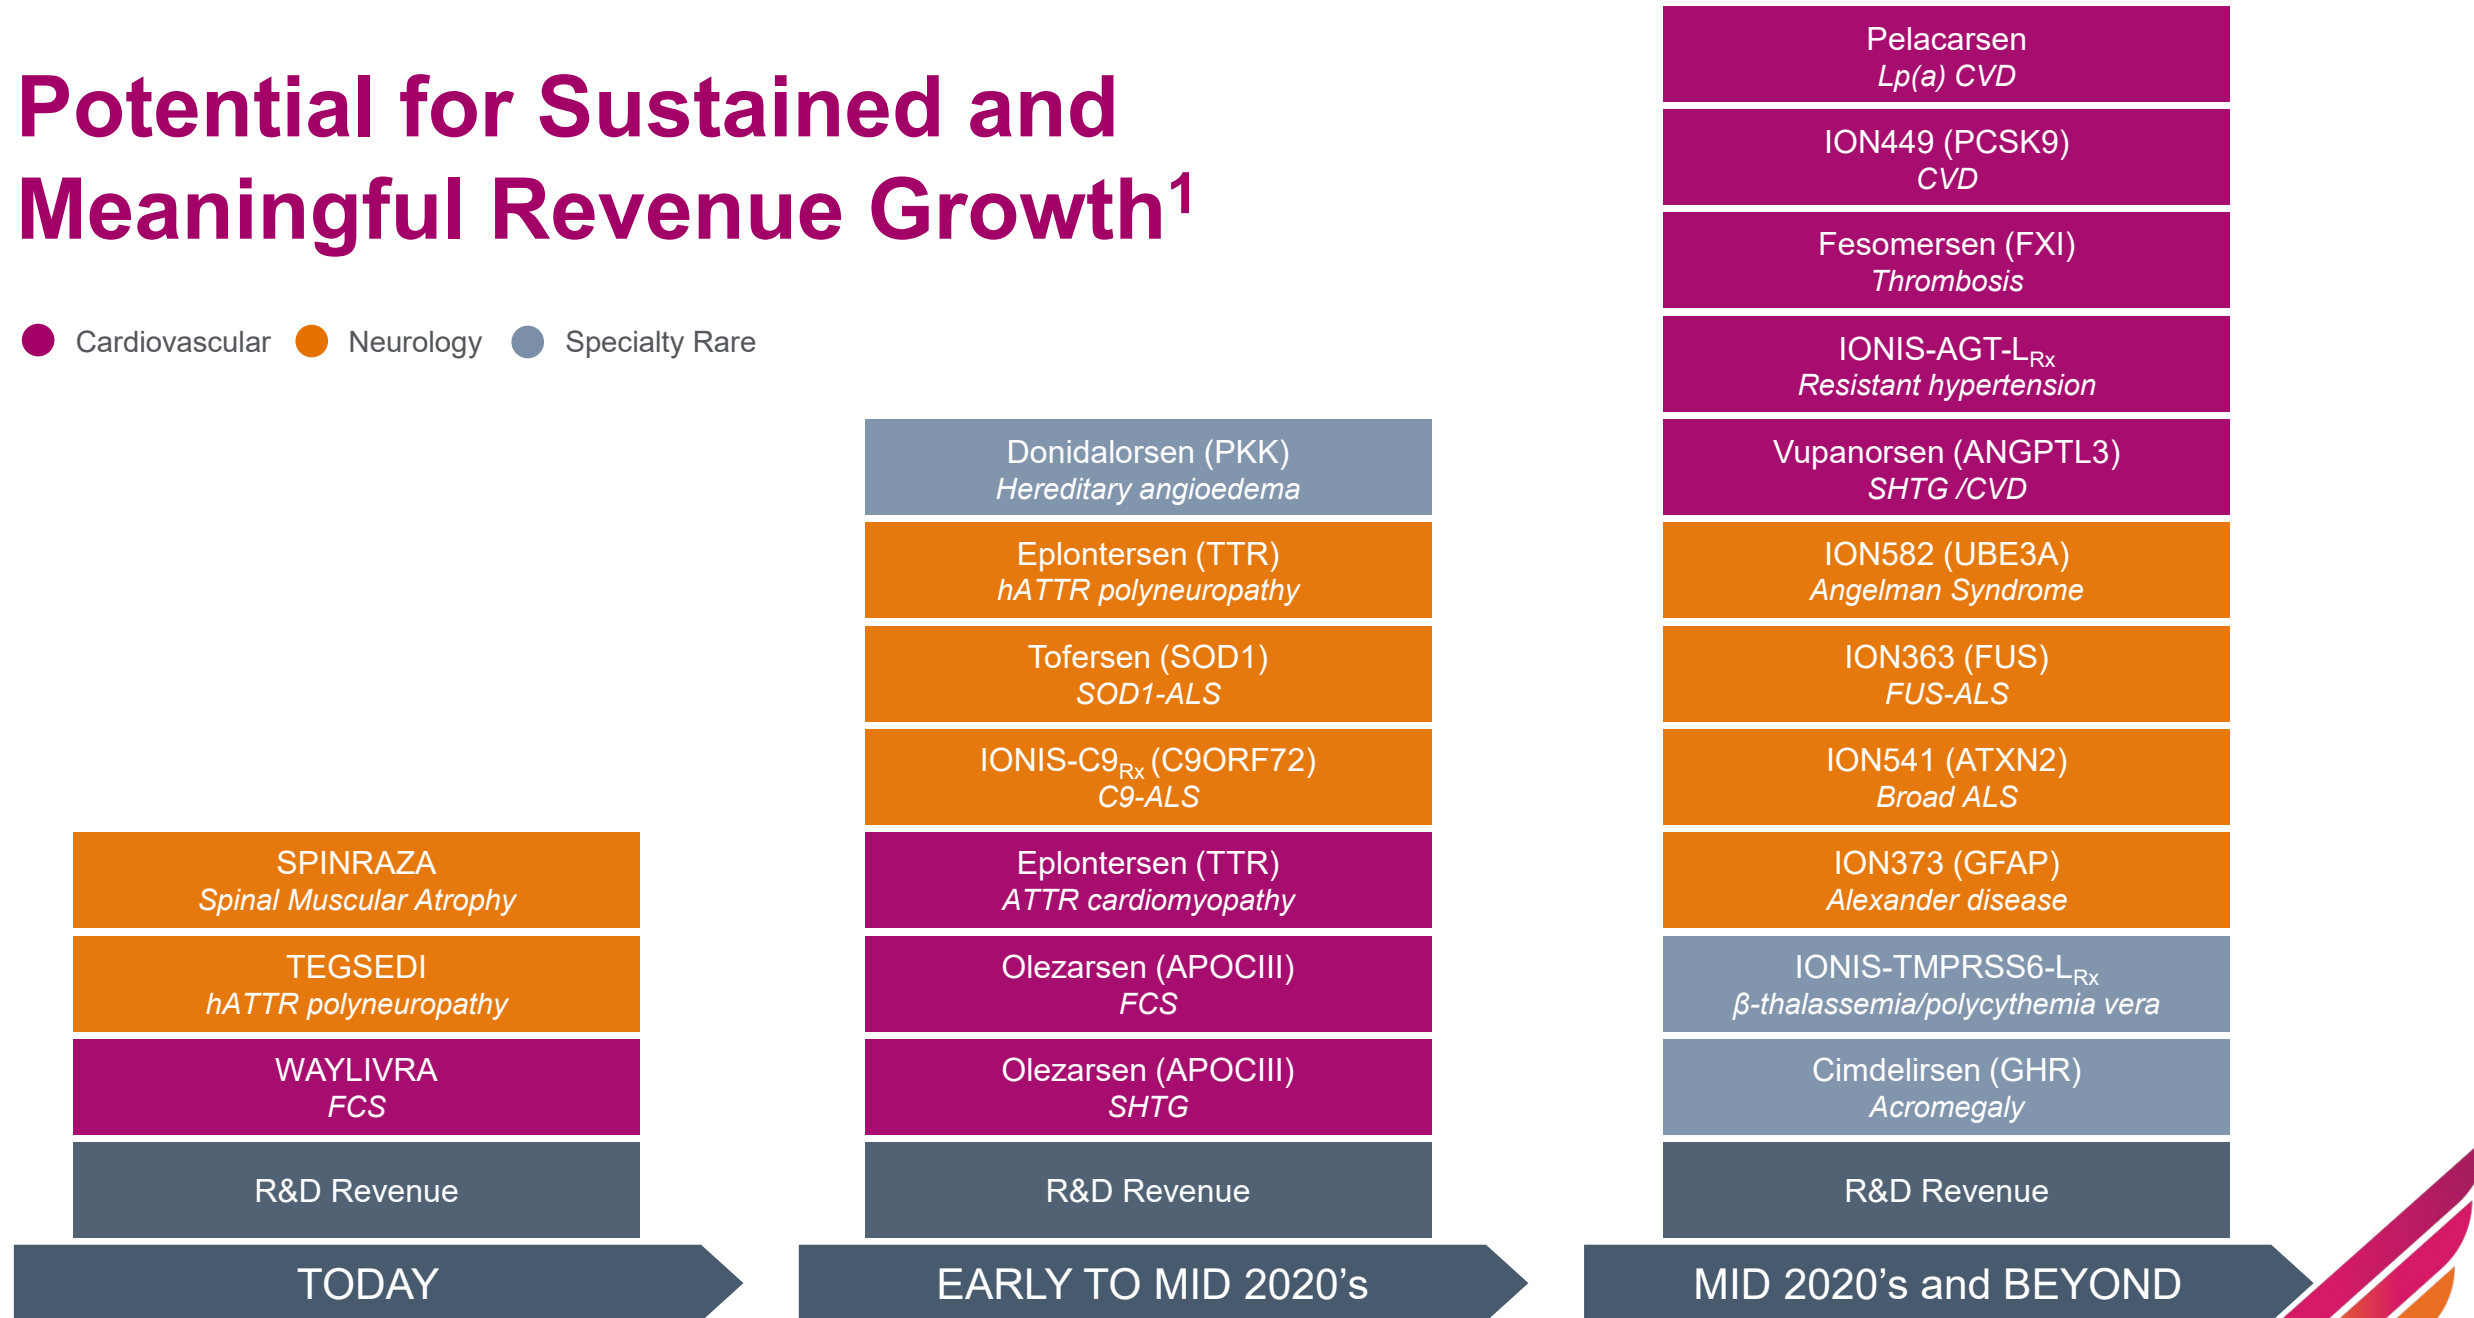 Potential for Sustained and
Meaningful Revenue Growth1
Cardiovascular
Neurology
Specialty Rare
SPINRAZA
Spinal Muscular Atrophy
TEGSEDI
hATTR polyneuropathy
WAYLIVRA
FCS
R&D Revenue
TODAY
Donidalorsen (PKK)
Hereditary angioedema
Eplontersen (TTR)
hATTR polyneuropathy
Tofersen (SOD1)
SOD1-ALS
IONIS-C9Rx (C9ORF72)
C9-ALS
Eplontersen (TTR)
ATTR cardiomyopathy
Olezarsen (APOCIII)
FCS
Olezarsen (APOCIII)
SHTG
R&D Revenue
EARLY TO MID 2020's
Pelacarsen
Lp(a) CVD
ION449 (PCSK9)
CVD
Fesomersen (FXI)
Thrombosis
IONIS-AGT-LRx
Resistant hypertension
Vupanorsen (ANGPTL3)
SHTG /CVD
ION582 (UBE3A)
Angelman Syndrome
ION363 (FUS)
FUS-ALS
ION541 (ATXN2)
Broad ALS
ION373 (GFAP)
Alexander disease
IONIS-TMPRSS6-LRx
β-thalassemia/polycythemia vera
Cimdelirsen (GHR)
Acromegaly
R&D Revenue
MID 2020's and BEYOND